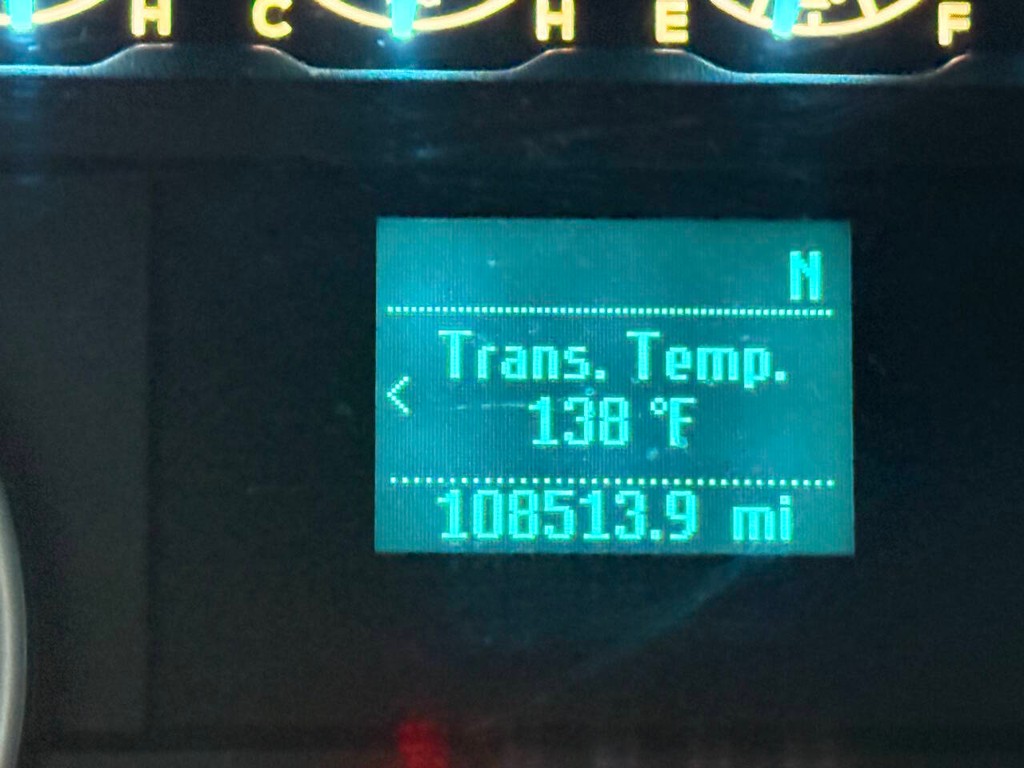 H C H E F
N
Trans. Temp.
<
138 °F
108513.9 mi